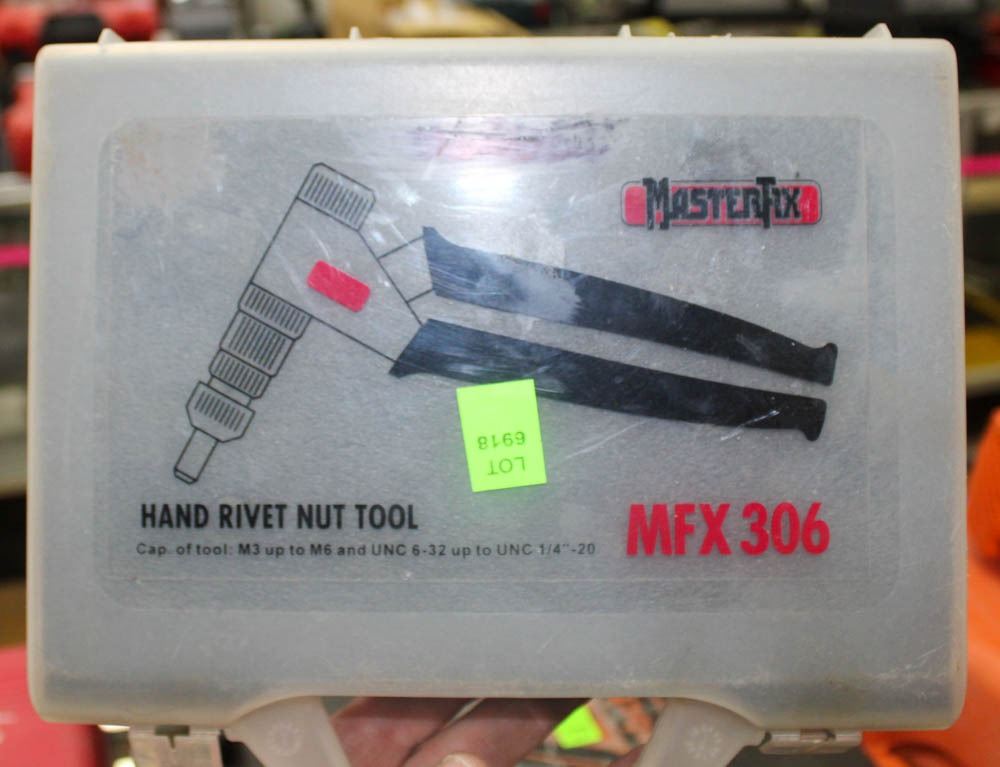 MASTERFIX
LOT
6918
HAND RIVET NUT TOOL
MFX 306
Cap. of tool: M3 up to M6 and UNC 6-32 up to UNC 1/4"-20